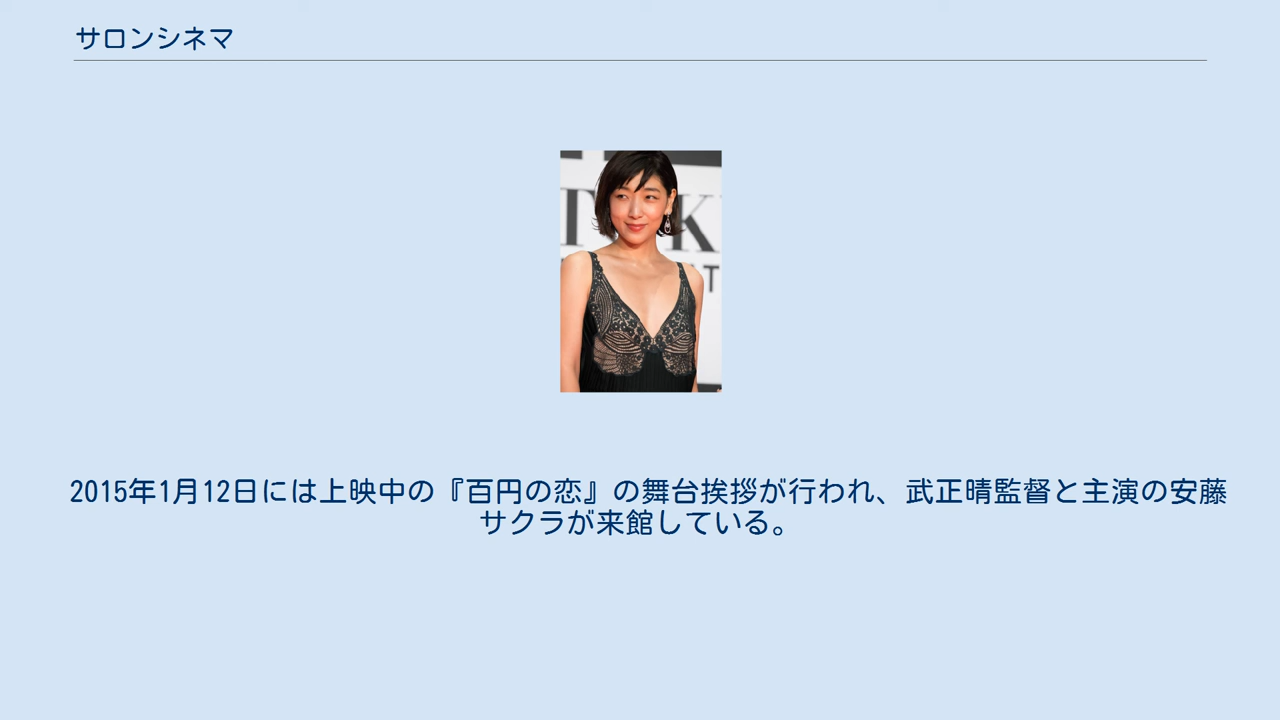 サロンシネマ
2015年1月12日には上映中の『百円の恋』の舞台挨拶が行われ、武正晴監督と主演の安藤
サクラが来館している。